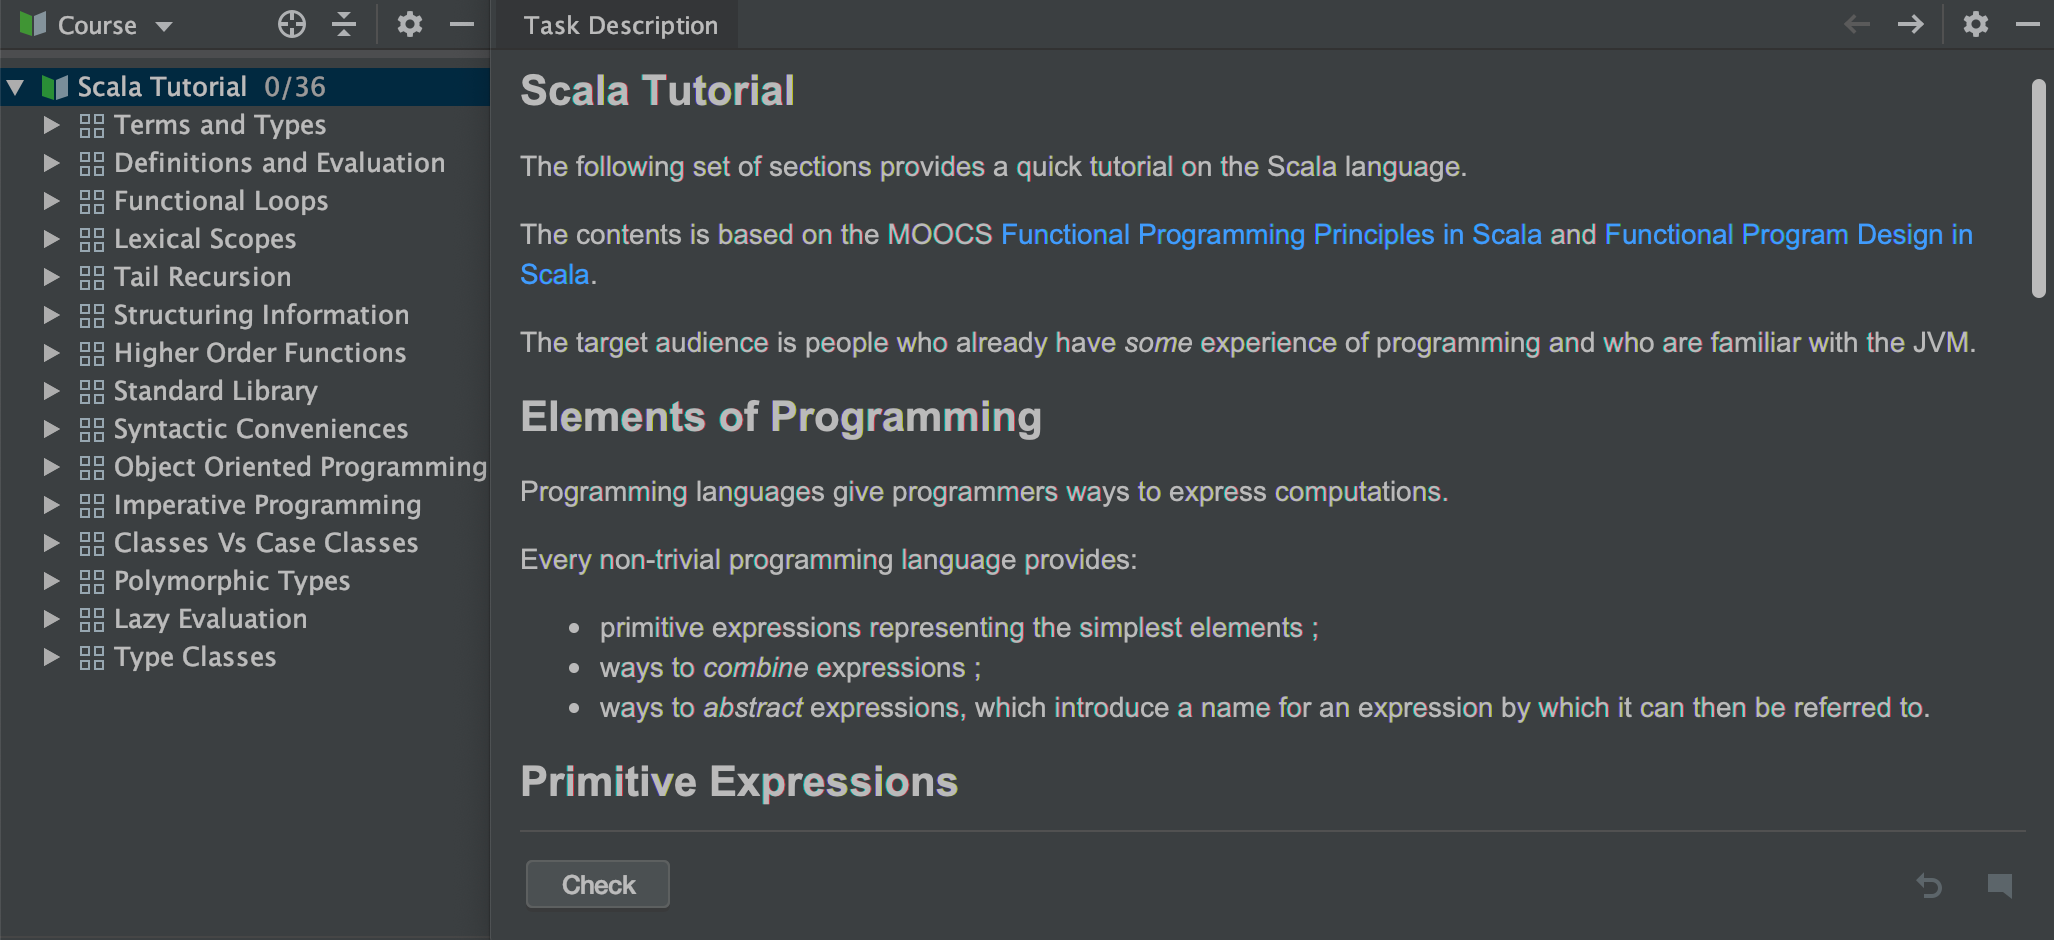 Course
Scala Tutorial 0/36
Terms and Types
Definitions and Evaluation
Functional Loops
Lexical Scopes
Tail Recursion
Structuring Information
Higher Order Functions
Standard Library
Syntactic Conveniences
Object Oriented Programming
Imperative Programming
Classes Vs Case Classes
Polymorphic Types
Lazy Evaluation
Type Classes
Task Description
Scala Tutorial
The following set of sections provides a quick tutorial on the Scala language.
The contents is based on the MOOCS Functional Programming Principles in Scala and Functional Program Design in
Scala.
The target audience is people who already have some experience of programming and who are familiar with the JVM.
Elements of Programming
Programming languages give programmers ways to express computations.
Every non-trivial programming language provides:
• primitive expressions representing the simplest elements ;
• ways to combine expressions ;
• ways to abstract expressions, which introduce a name for an expression by which it can then be referred to.
Primitive Expressions
Check